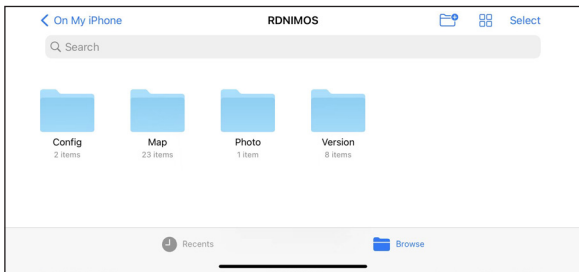 On My iPhone RDNIMOS Select
Search
Config Map Photo Version
2 items 23 items 1 item 8 items
Recents Browse